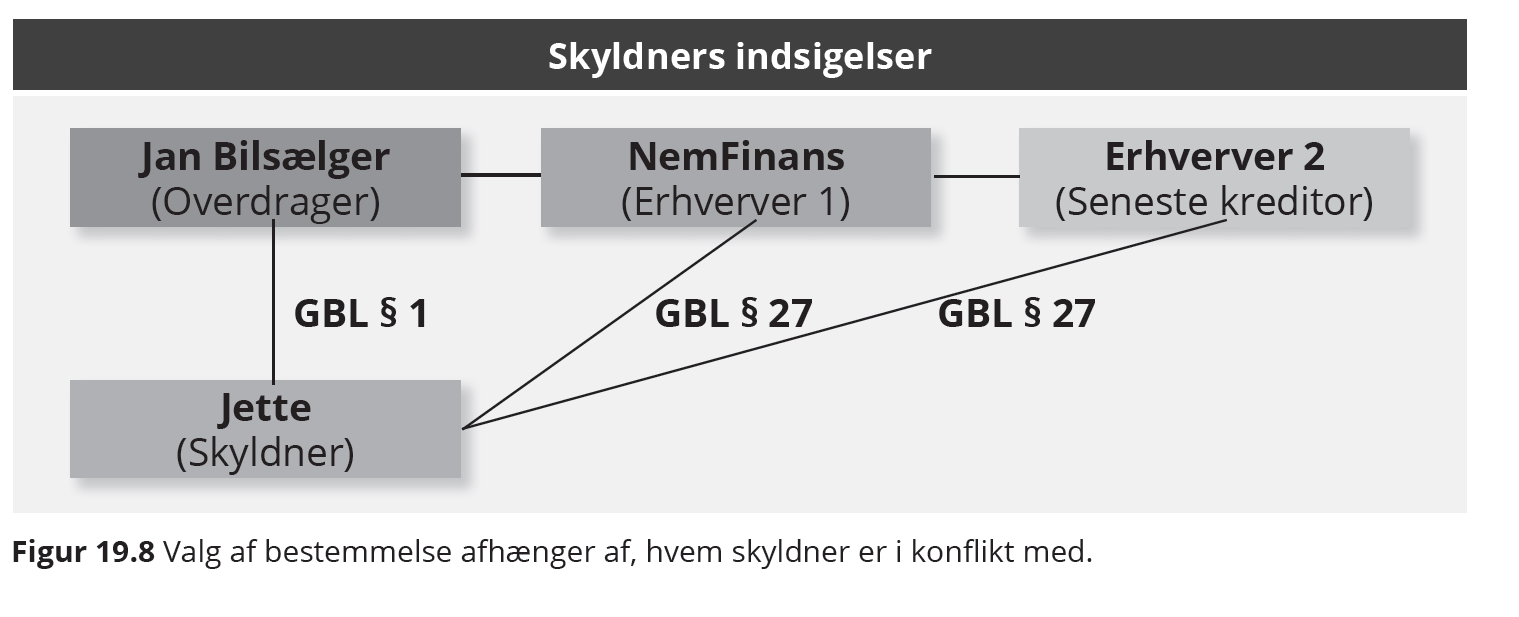 Skyldners indsigelser
Jan Bilsælger
(Overdrager)
NemFinans
(Erhverver 1)
Erhverver 2
(Seneste kreditor)
GBL § 1
GBL § 27
GBL § 27
Jette
(Skyldner)
Figur 19.8 Valg af bestemmelse afhænger af, hvem skyldner er i konflikt med.